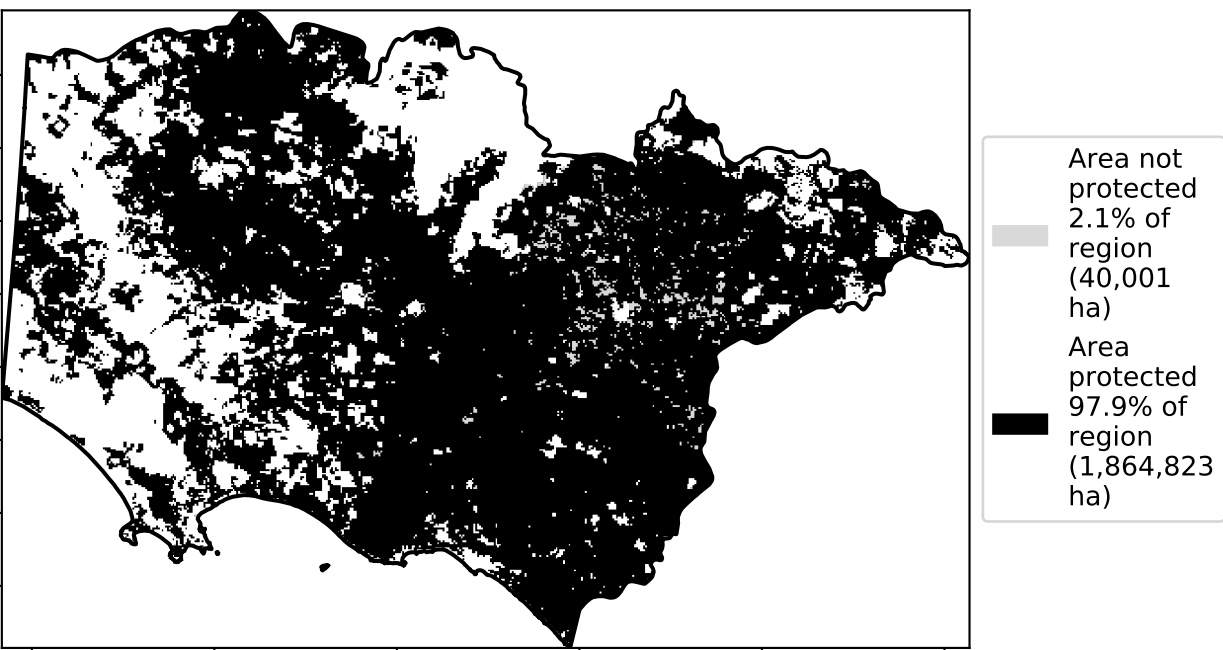 Area not
protected
2.1% of
region
(40,001
ha)
Area
protected
97.9% of
region
(1,864,823
ha)